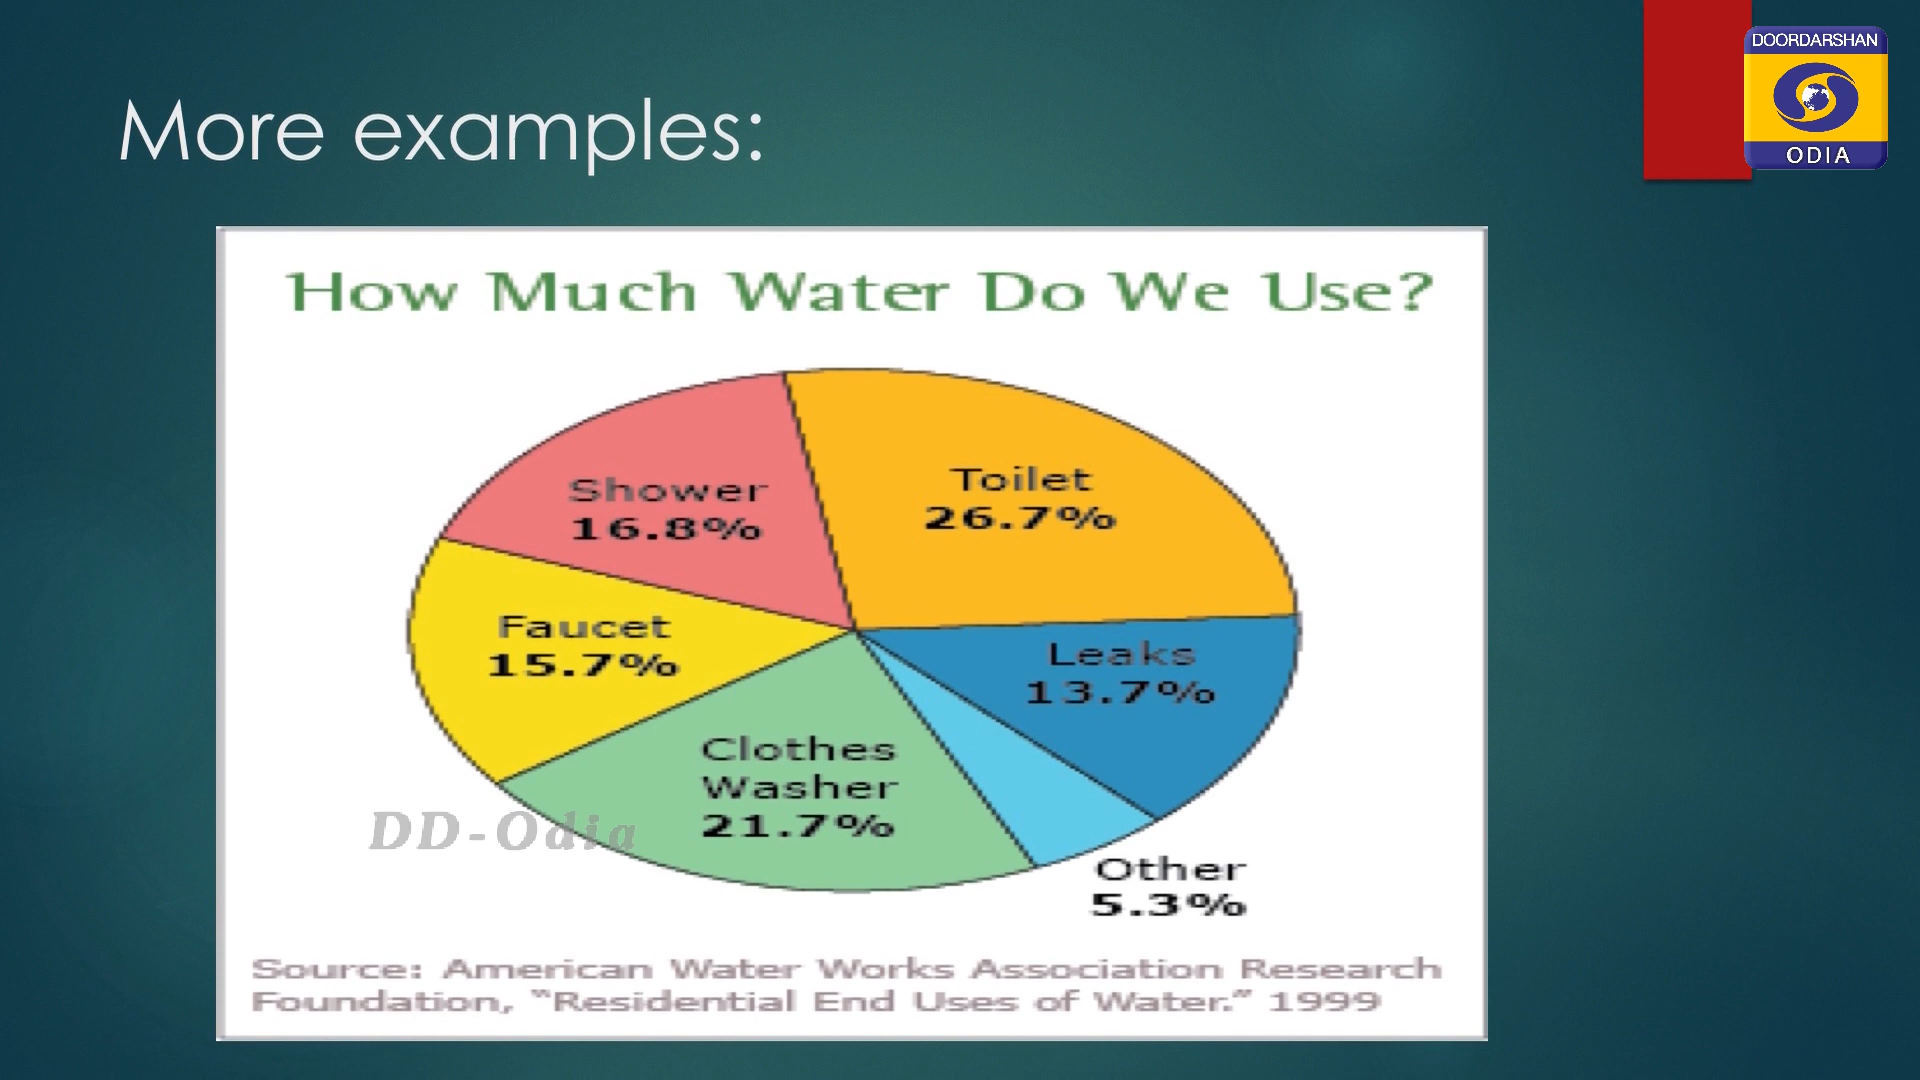 More examples:
DOORDARSHAN
ODIA
How Much Water Do We Use?
Shower
16.8%
Toilet
26.7%
Faucet
15.7%
Leaks
13.7%
Clothes
Washer
21.7%
DD-Odia
Other
5.3%
Source: American Water Works Association Research
Foundation, “Residential End Uses of Water.” 1999